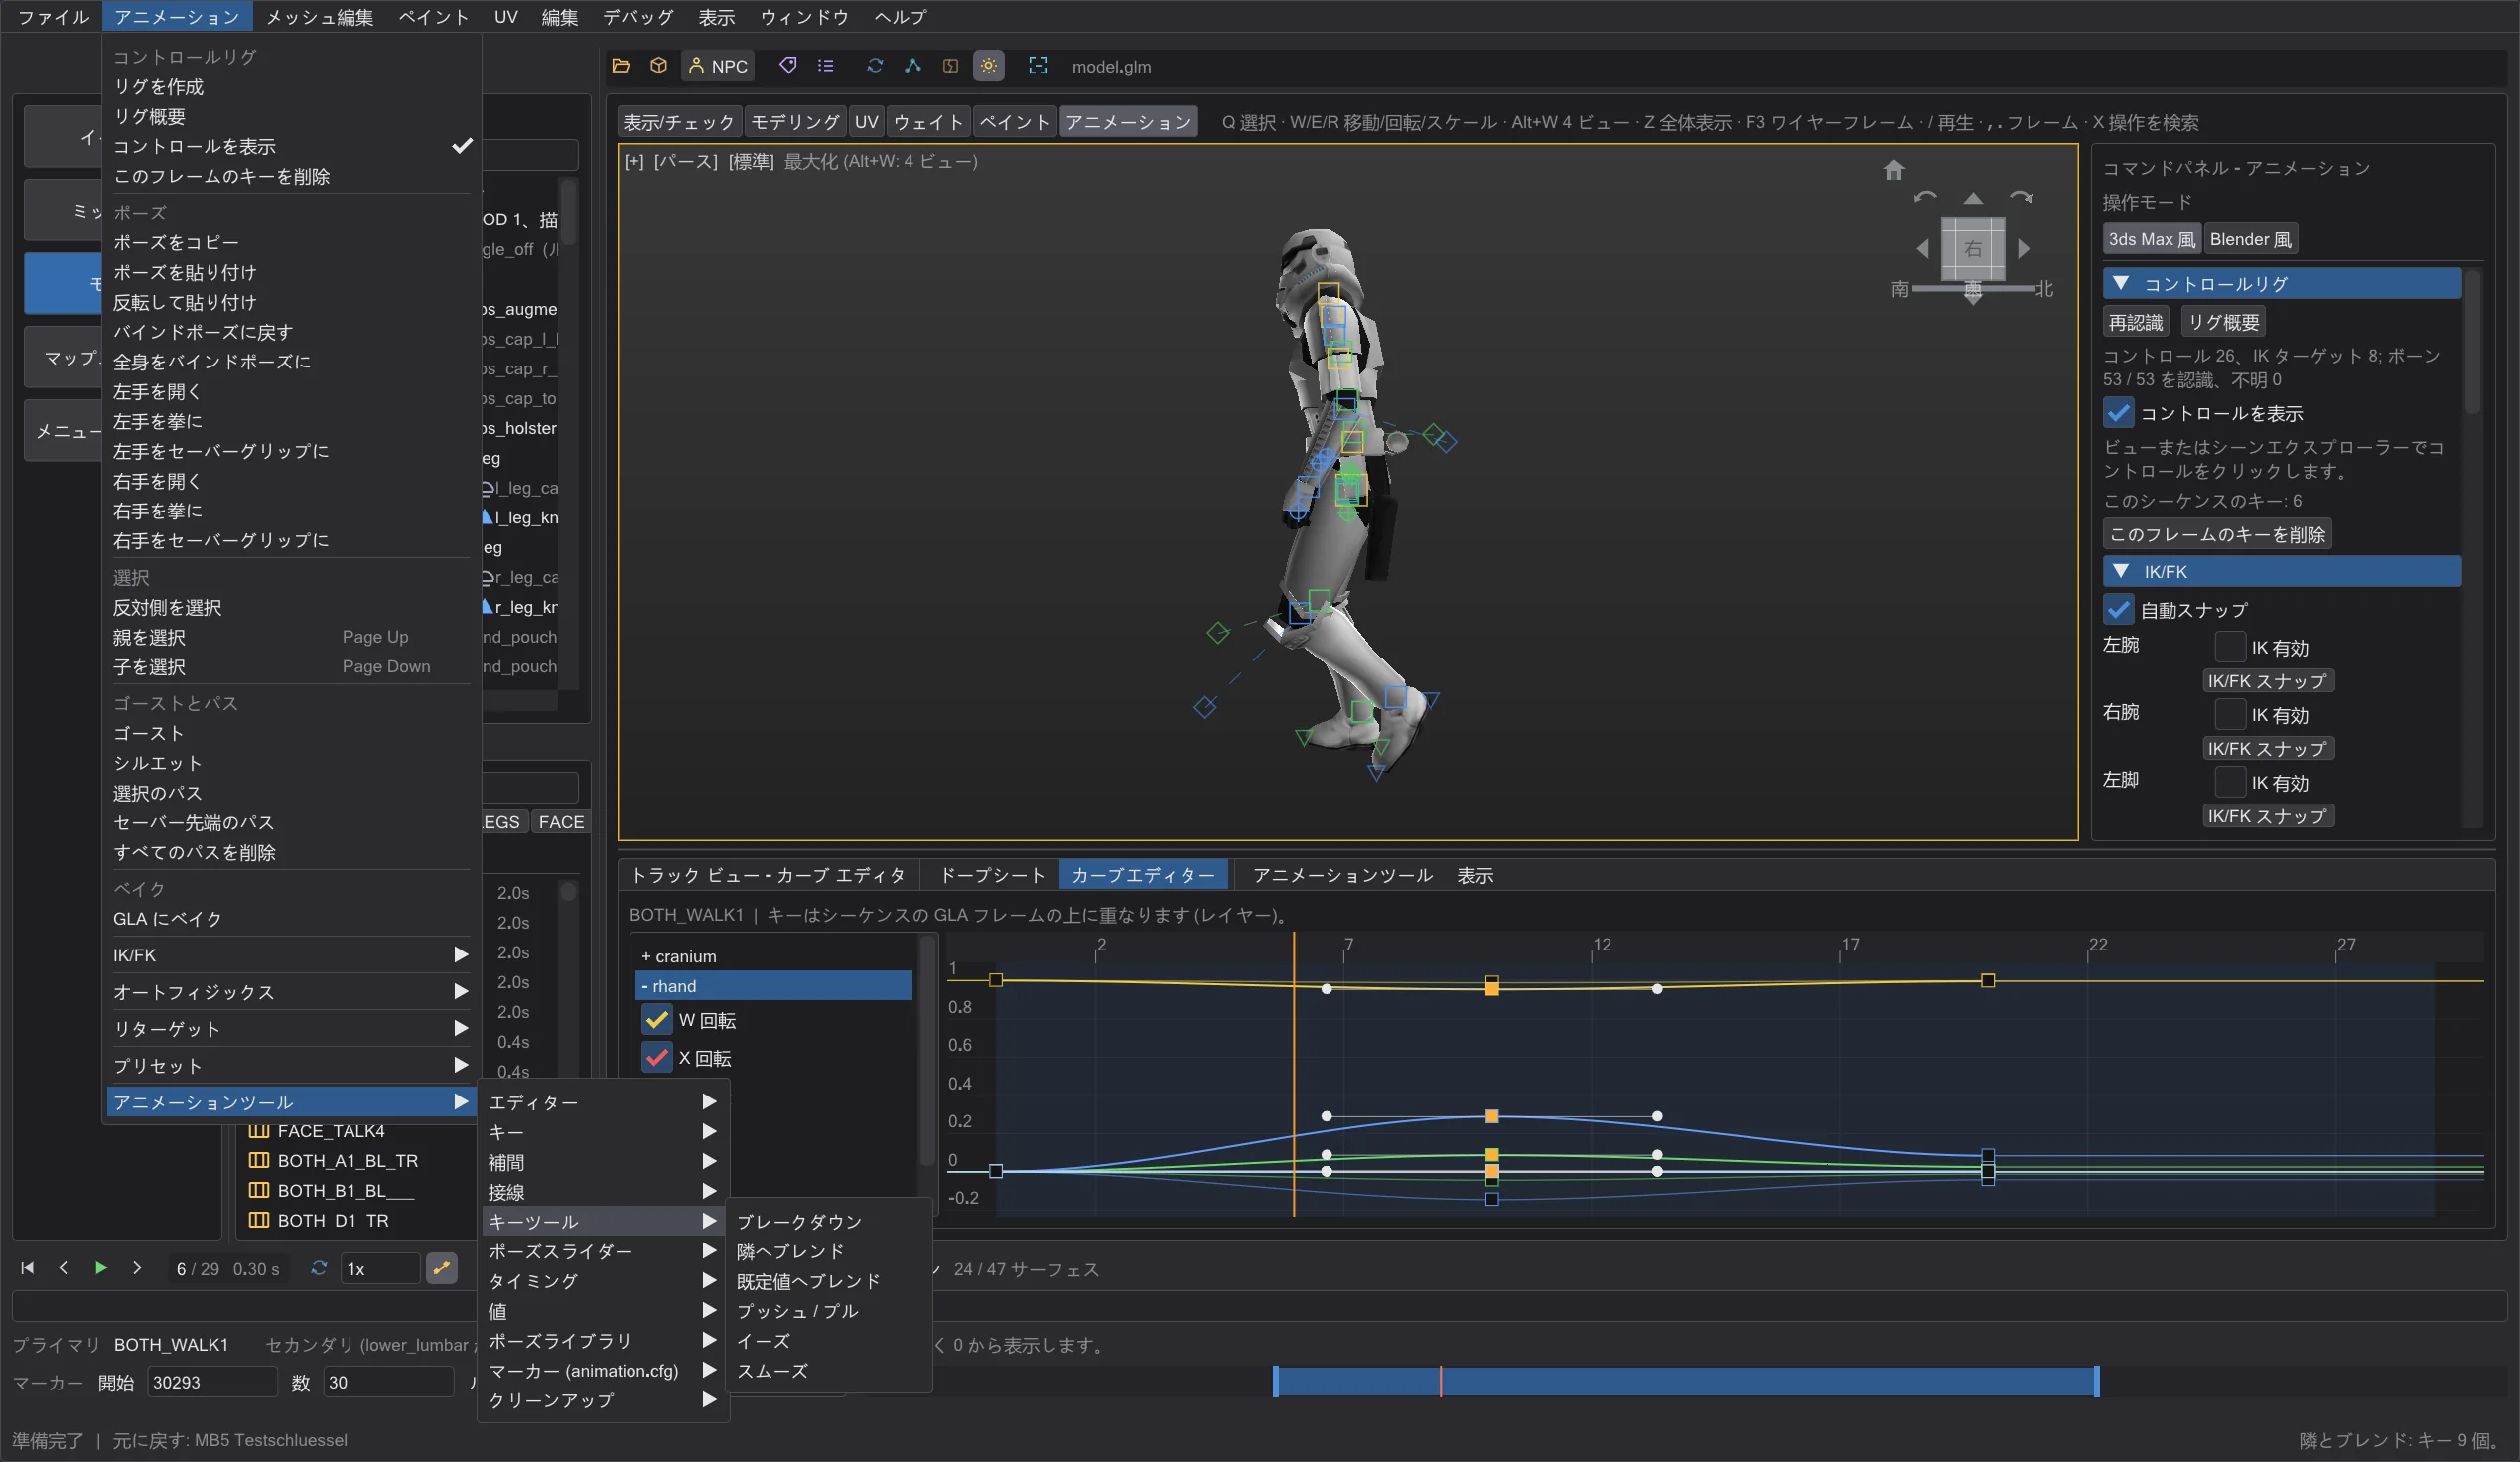 ファイル アニメーション メッシュ編集 ペイント UV 編集 デバッグ 表示 ウィンドウ ヘルプ
コントロールリグ
リグを作成
リグ概要
コントロールを表示
このフレームのキーを削除
ポーズ
ポーズをコピー
ポーズを貼り付け
反転して貼り付け
バインドポーズに戻す
全身をバインドポーズに
左手を開く
左手を拳に
左手をセーバーグリップに
右手を開く
右手を拳に
右手をセーバーグリップに
選択
反対側を選択
親を選択 Page Up
子を選択 Page Down
ゴーストとパス
ゴースト
シルエット
選択のパス
セーバー先端のパス
すべてのパスを削除
ベイク
GLA にベイク
IK/FK
オートフィジックス
リターゲット
プリセット
アニメーションツール
エディター
キー
補間
接線
キーツール
ポーズスライダー
タイミング
値
ポーズライブラリ
マーカー (animation.cfg)
クリーンアップ
ブレークダウン
隣へブレンド
既定値へブレンド
プッシュ / プル
イーズ
スムーズ
イ
ミッ
モ
マップ
メニュー
OD 1、描
gle_off
ps_augme
ps_cap_l_
ps_cap_r_
ps_cap_to
ps_holster
eg
l_leg_ca
l_leg_kn
eg
r_leg_ca
r_leg_kr
nd_pouch
nd_pouch
EGS FACE
2.0s
2.0s
2.0s
2.0s
2.0s
0.4s
0.4s
FACE_TALK4
BOTH_A1_BL_TR
BOTH_B1_BL___
BOTH_D1_TR
NPC model.glm
表示/チェック モデリング UV ウェイト ペイント アニメーション Q 選択 · W/E/R 移動/回転/スケール · Alt+W 4 ビュー · Z 全体表示 · F3 ワイヤーフレーム · / 再生 · , . フレーム · X 操作を検索
[+] [パース] [標準] 最大化 (Alt+W: 4 ビュー)
右
南 北
コマンドパネル - アニメーション
操作モード
3ds Max 風 Blender 風
コントロールリグ
再認識 リグ概要
コントロール 26、IK ターゲット 8; ボーン
53 / 53 を認識、不明 0
コントロールを表示
ビューまたはシーンエクスプローラーでコ
ントロールをクリックします。
このシーケンスのキー: 6
このフレームのキーを削除
IK/FK
自動スナップ
左腕 IK 有効
IK/FK スナップ
右腕 IK 有効
IK/FK スナップ
左脚 IK 有効
IK/FK スナップ
トラック ビュー - カーブ エディタ ドープシート カーブエディター アニメーションツール 表示
BOTH_WALK1 | キーはシーケンスの GLA フレームの上に重なります (レイヤー)。
+ cranium
- rhand
W 回転
X 回転
2 7 12 17 22 27
1
0.8
0.6
0.4
0.2
0
-0.2
6 / 29 0.30 s 1x
24 / 47 サーフェス
プライマリ BOTH_WALK1 セカンダリ (lower_lumbar
く 0 から表示します。
マーカー 開始 30293 数 30
準備完了 | 元に戻す: MB5 Testschluessel
隣とブレンド: キー 9 個。